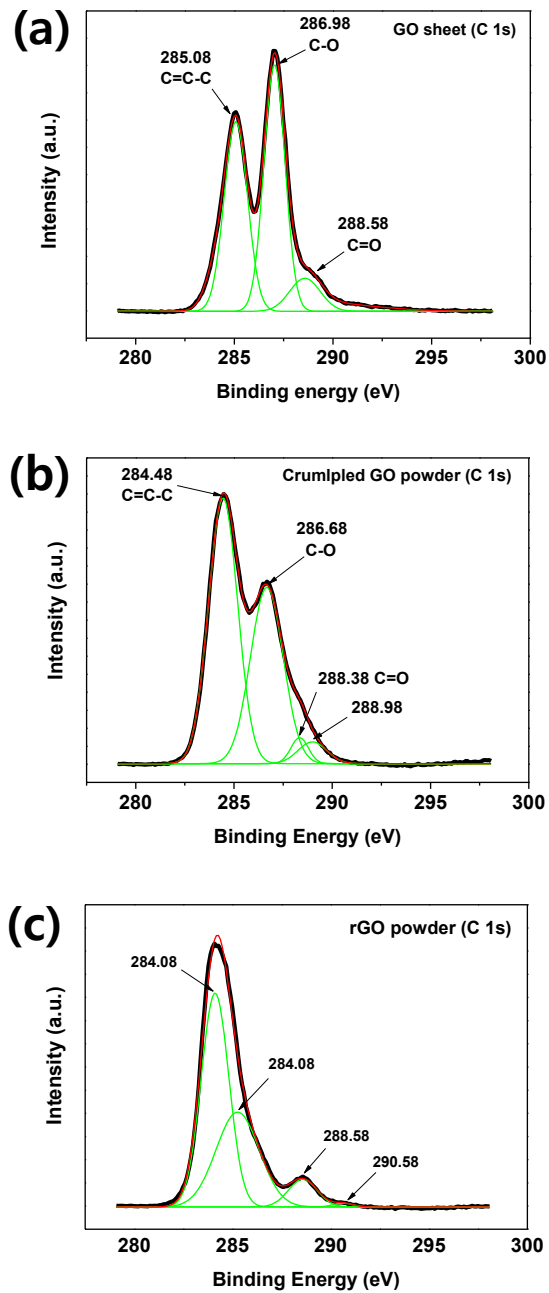 (a)
GO sheet (C 1s)
286.98
C-O
285.08
C=C-C
288.58
C=O
Intensity (a.u.)
280 285 290 295 300
Binding energy (eV)
(b)
Crumlpled GO powder (C 1s)
284.48
C=C-C
286.68
C-O
288.38 C=O
288.98
Intensity (a.u.)
280 285 290 295 300
Binding Energy (eV)
(c)
rGO powder (C 1s)
284.08
284.08
288.58
290.58
Intensity (a.u.)
280 285 290 295 300
Binding Energy (eV)